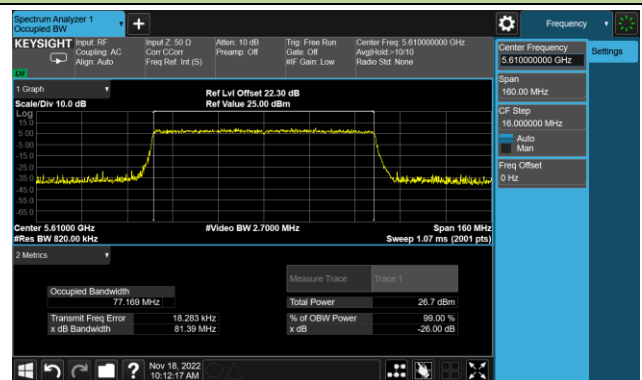 Spectrum Analyzer 1
Occupied BW
+
Frequency
KEYSIGHT
Input: RF
Coupling: AC
Align: Auto
Input Z: 50 Ω
Corr CCorr
Freq Ref: Int (S)
Atten: 10 dB
Preamp: Off
Trig: Free Run
Gate: Off
#IF Gain: Low
Center Freq: 5.610000000 GHz
Avg|Hold:>10/10
Radio Std: None
LXI
Center Frequency
5.610000000 GHz
Settings
Span
160.00 MHz
CF Step
16.000000 MHz
Auto
Man
Freq Offset
0 Hz
1 Graph
Scale/Div 10.0 dB
Ref Lvl Offset 22.30 dB
Ref Value 25.00 dBm
Log
15.0
5.00
-5.00
-15.0
-25.0
-35.0
-45.0
-55.0
-65.0
Center 5.61000 GHz
#Video BW 2.7000 MHz
Span 160 MHz
#Res BW 820.00 kHz
Sweep 1.07 ms (2001 pts)
2 Metrics
Measure Trace
Trace 1
Occupied Bandwidth
77.169 MHz
Total Power
26.7 dBm
Transmit Freq Error
18.283 kHz
% of OBW Power
99.00 %
x dB Bandwidth
81.39 MHz
x dB
-26.00 dB
?
Nov 18, 2022
10:12:17 AM